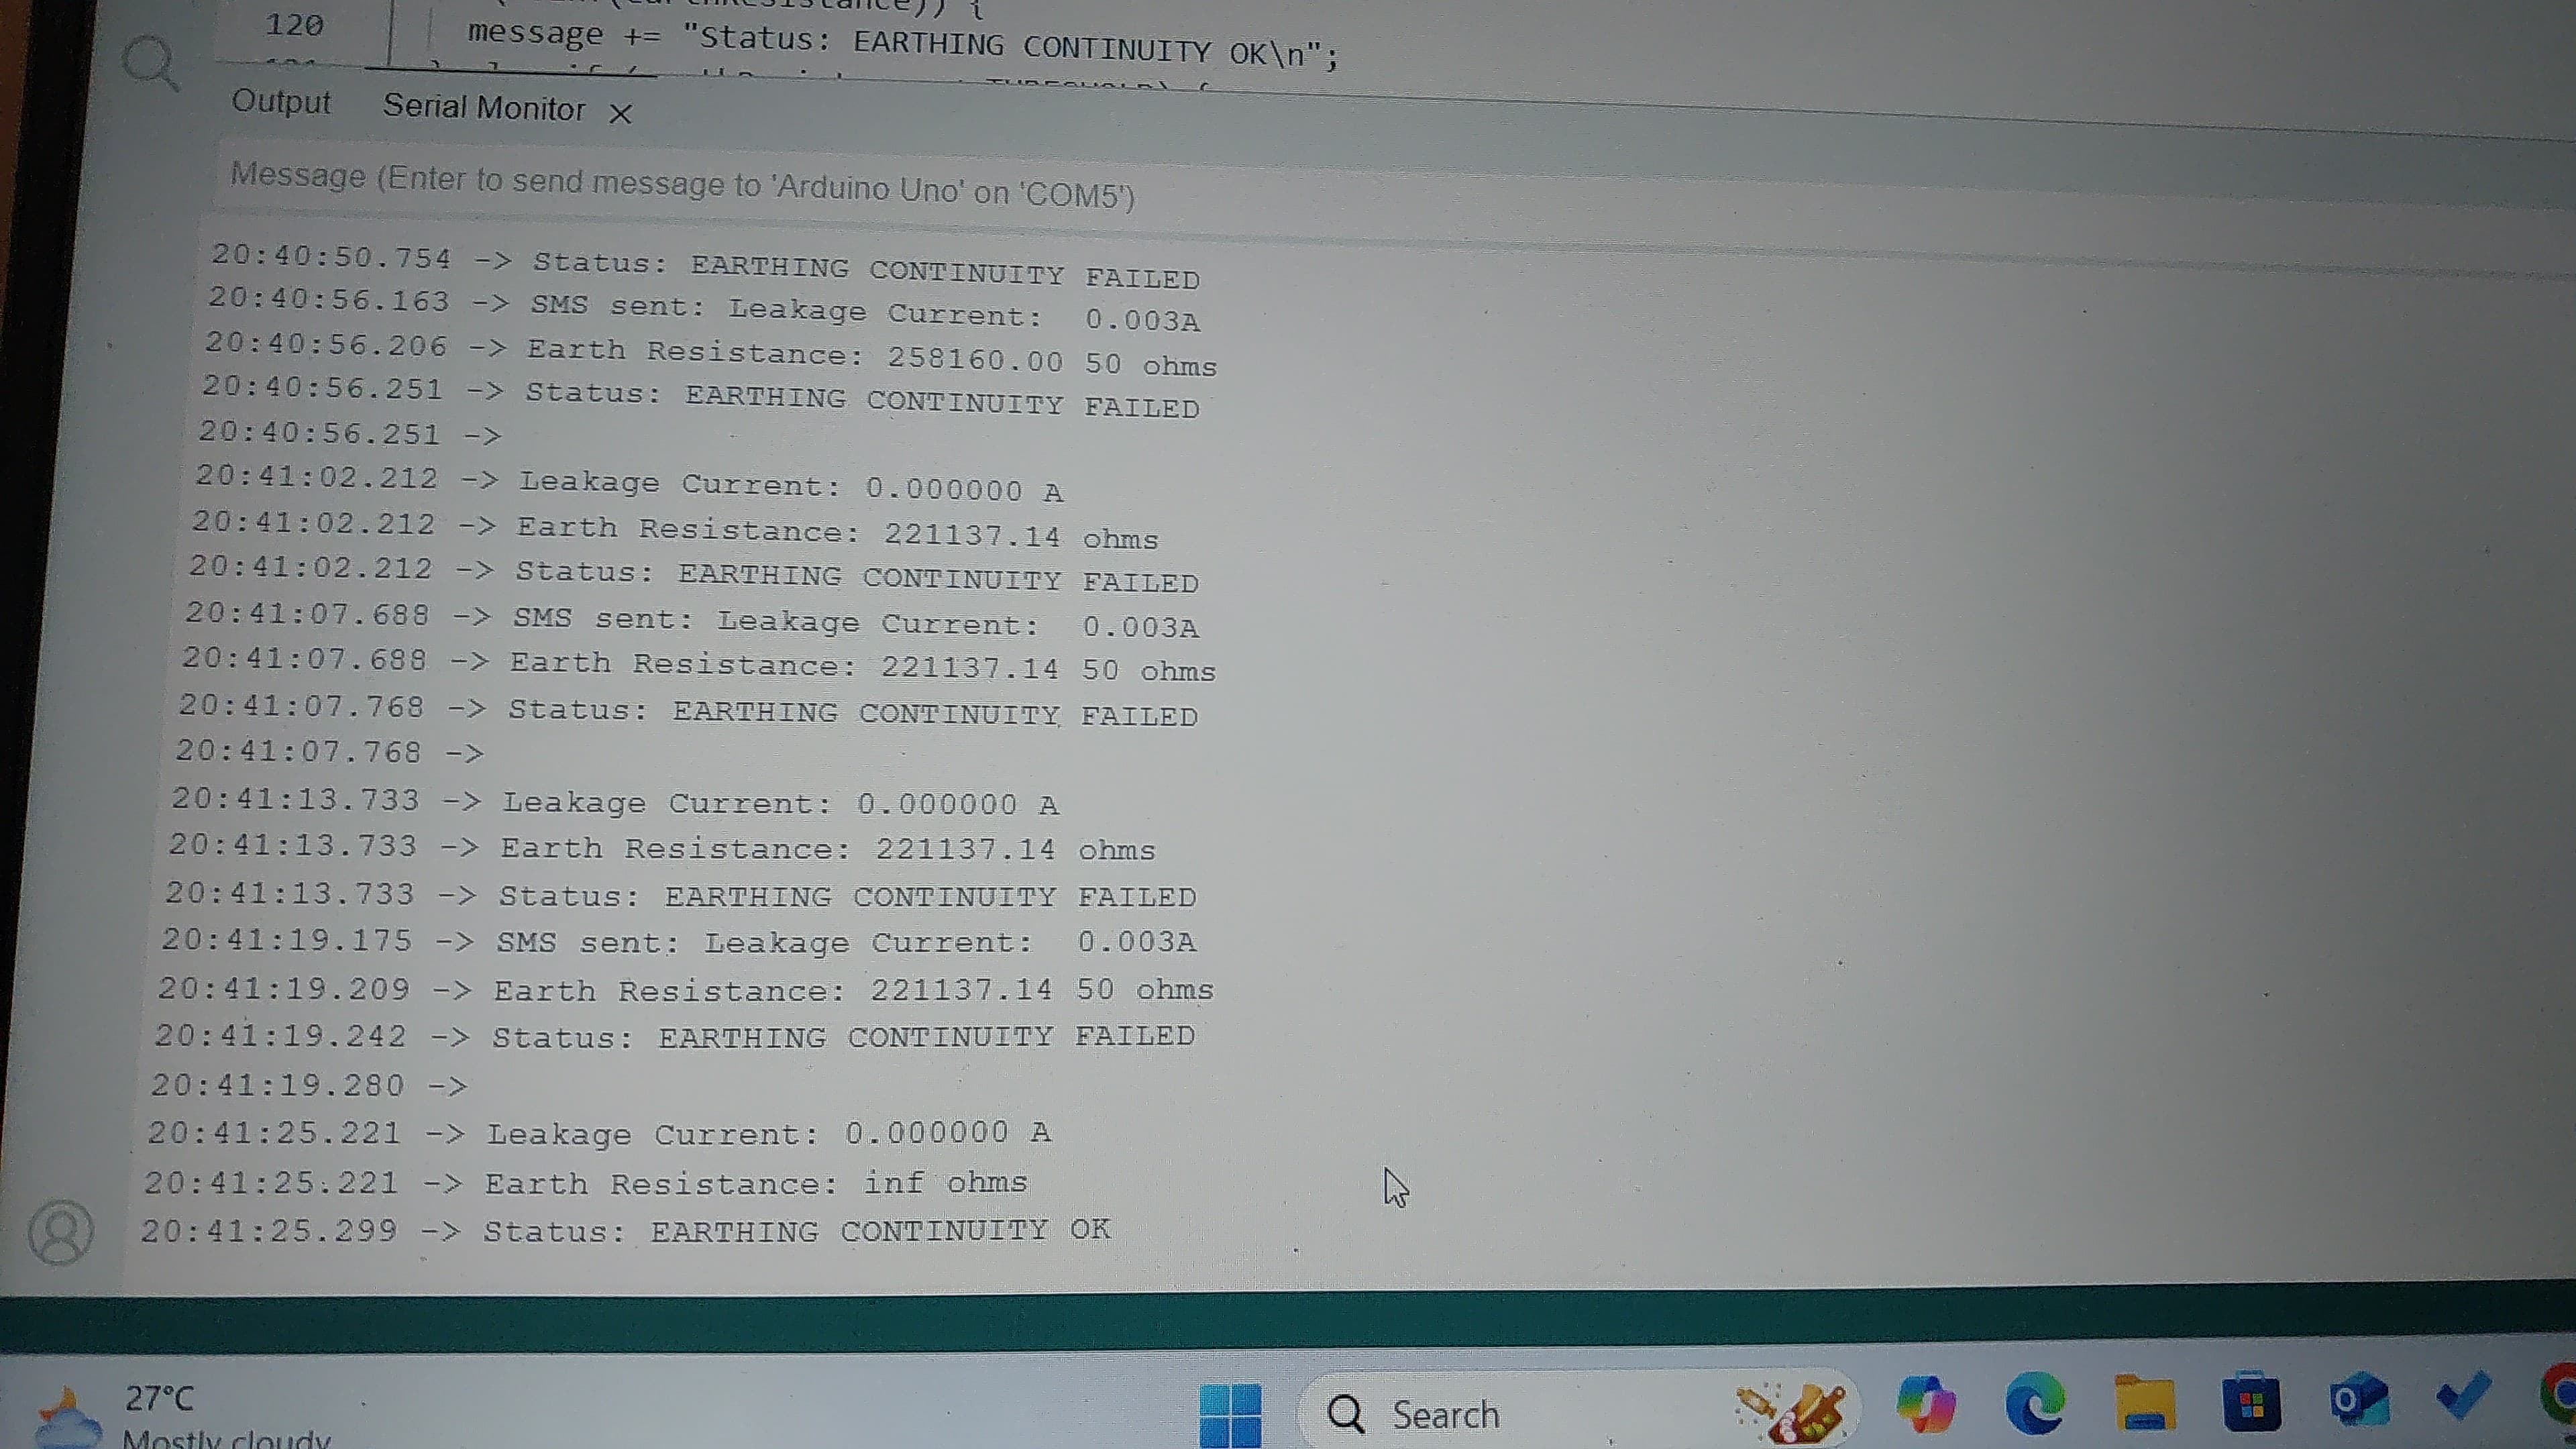 120 message += "Status: EARTHING CONTINUITY OK\n";
Output Serial Monitor X
Message (Enter to send message to 'Arduino Uno' on 'COM5')
20:40:50.754 -> Status: EARTHING CONTINUITY FAILED
20:40:56.163 -> SMS sent: Leakage Current:  0.003A
20:40:56.206 -> Earth Resistance: 258160.00 50 ohms
20:40:56.251 -> Status: EARTHING CONTINUITY FAILED
20:40:56.251 ->
20:41:02.212 -> Leakage Current: 0.000000 A
20:41:02.212 -> Earth Resistance: 221137.14 ohms
20:41:02.212 -> Status: EARTHING CONTINUITY FAILED
20:41:07.688 -> SMS sent: Leakage Current:  0.003A
20:41:07.688 -> Earth Resistance: 221137.14 50 ohms
20:41:07.768 -> Status: EARTHING CONTINUITY FAILED
20:41:07.768 ->
20:41:13.733 -> Leakage Current: 0.000000 A
20:41:13.733 -> Earth Resistance: 221137.14 ohms
20:41:13.733 -> Status: EARTHING CONTINUITY FAILED
20:41:19.175 -> SMS sent: Leakage Current:  0.003A
20:41:19.209 -> Earth Resistance: 221137.14 50 ohms
20:41:19.242 -> Status: EARTHING CONTINUITY FAILED
20:41:19.280 ->
20:41:25.221 -> Leakage Current: 0.000000 A
20:41:25.221 -> Earth Resistance: inf ohms
20:41:25.299 -> Status: EARTHING CONTINUITY OK
27°C
Mostly cloudy
Search